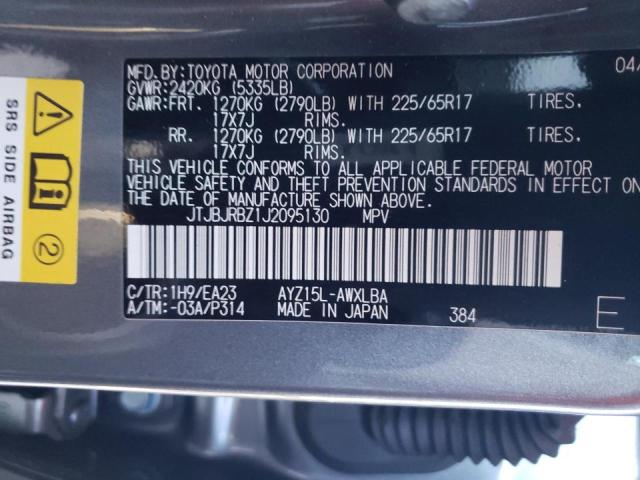 MFD.BY:TOYOTA MOTOR CORPORATION 04/
GVWR:2420KG (5335LB)
GAWR:FRT. 1270KG (2790LB) WITH 225/65R17 TIRES.
17X7J RIMS.
RR. 1270KG (2790LB) WITH 225/65R17 TIRES.
17X7J RIMS.
THIS VEHICLE CONFORMS TO ALL APPLICABLE FEDERAL MOTOR
VEHICLE SAFETY AND THEFT PREVENTION STANDARDS IN EFFECT ON
THE DATE OF MANUFACTURE SHOWN ABOVE.
JTJBJRBZ1J2095130 MPV
C/TR:1H9/EA23 AYZ15L-AWXLBA
A/TM:-03A/P314 MADE IN JAPAN 384 E
SRS SIDE AIRBAG
2